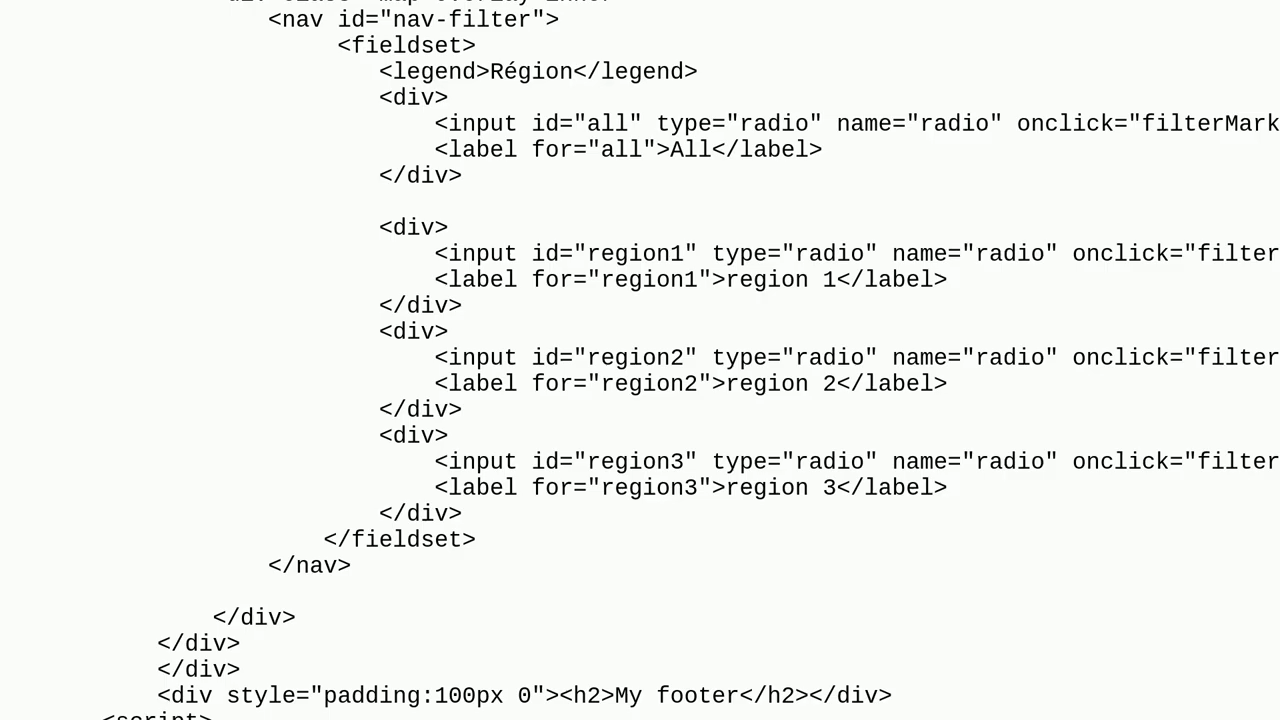 <nav id="nav-filter">
<fieldset>
<legend>Région</legend>
<div>
<input id="all" type="radio" name="radio" onclick="filterMark
<label for="all">All</label>
</div>
<div>
<input id="region1" type="radio" name="radio" onclick="filter
<label for="region1">region 1</label>
</div>
<div>
<input id="region2" type="radio" name="radio" onclick="filter
<label for="region2">region 2</label>
</div>
<div>
<input id="region3" type="radio" name="radio" onclick="filter
<label for="region3">region 3</label>
</div>
</fieldset>
</nav>
</div>
</div>
</div>
<div style="padding:100px 0"><h2>My footer</h2></div>
<script>